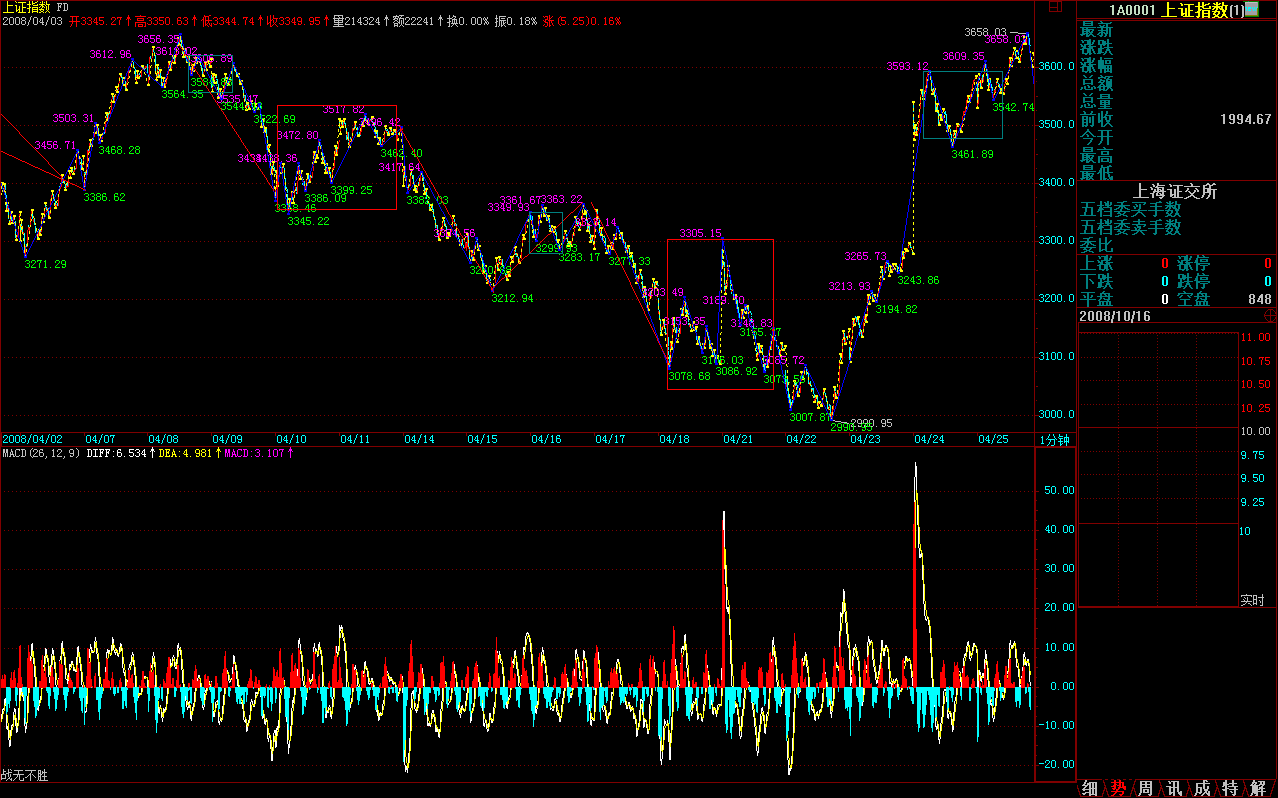 上证指数 FD
2008/04/03 开3345.27↑高3350.63↑低3344.74↑收3349.95↑量214324↑额22241↑换0.00% 振0.18% 涨(5.25)0.16%
3656.35
3612.96
3564.35
3503.31
3456.71
3468.28
3386.62
3271.29
3522.69
3517.82
3472.80
3462.40
3399.25
3386.09
3345.22
3361.67
3383.22
3349.93
3299.93
3283.17
3212.94
3305.15
3078.68
3086.92
3007.87
3265.73
3213.93
3243.86
3194.82
3658.03
3593.12
3609.35
3542.74
3461.89
2990.95
3600.0
3500.0
3400.0
3300.0
3200.0
3100.0
3000.0
2008/04/02 04/07 04/08 04/09 04/10 04/11 04/14 04/15 04/16 04/17 04/18 04/21 04/22 04/23 04/24 04/25 1分钟
MACD(26,12,9) DIFF:6.534↑DEA:4.981↑MACD:3.107↑
50.00
40.00
30.00
20.00
10.00
0.00
-10.00
-20.00
战无不胜
1A0001 上证指数(1)
最新
涨跌
涨幅
总额
总量
前收 1994.67
今开
最高
最低
上海证交所
五档委买手数
五档委卖手数
委比
上涨 0 涨停 0
下跌 0 跌停 0
平盘 0 空盘 848
2008/10/16
11.00
10.75
10.50
10.25
10.00
9.75
9.50
9.25
10
实时
细 势 周 讯 成 特 解